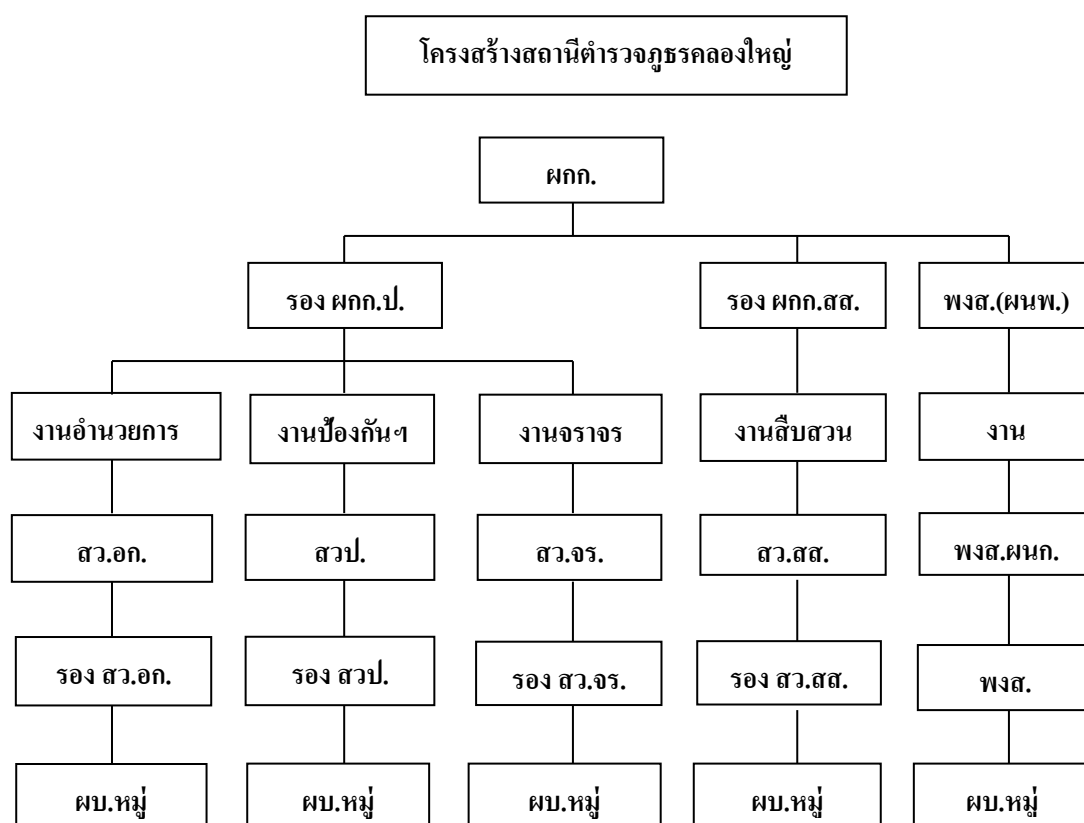 โครงสร้างสถานีตำรวจภูธรคลองใหญ่
ผกก.
รอง ผกก.ป.
รอง ผกก.สส.
พงส.(ผนพ.)
งานอำนวยการ
งานป้องกันฯ
งานจราจร
งานสืบสวน
งาน
สว.อก.
สวป.
สว.จร.
สว.สส.
พงส.ผนก.
รอง สว.อก.
รอง สวป.
รอง สว.จร.
รอง สว.สส.
พงส.
ผบ.หมู่
ผบ.หมู่
ผบ.หมู่
ผบ.หมู่
ผบ.หมู่